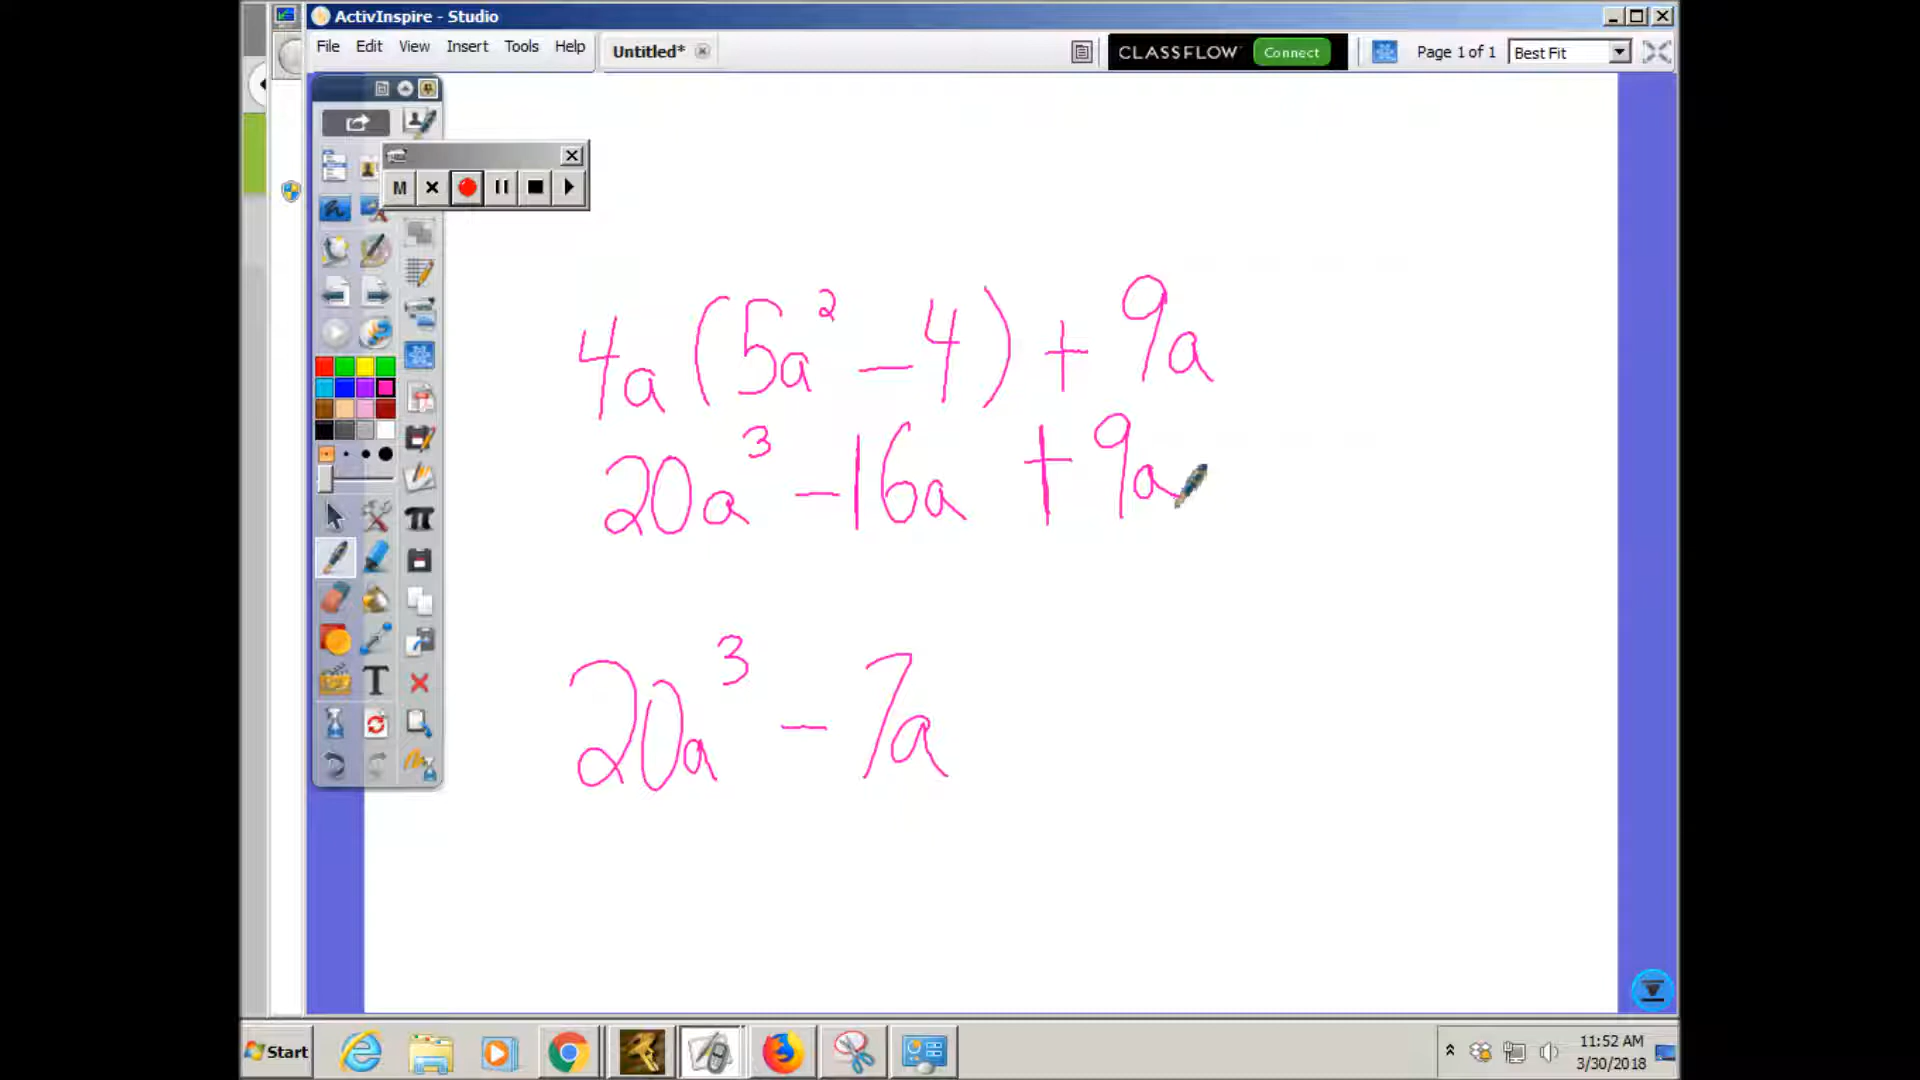 ActivInspire - Studio
File Edit View Insert Tools Help
Untitled*
CLASSFLOW Connect
Page 1 of 1
Best Fit
M
4a(5a² - 4) + 9a
20a³ - 16a + 9a
20a³ - 7a
T
Start
11:52 AM
3/30/2018